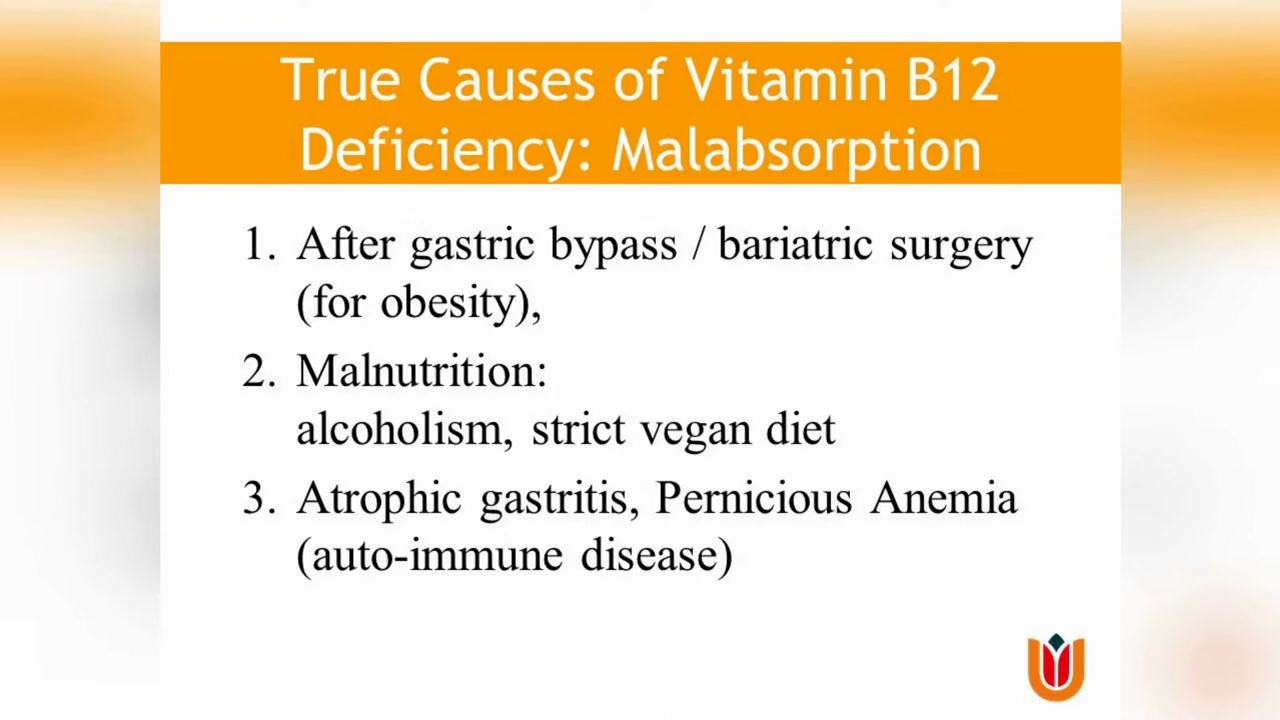 True Causes of Vitamin B12
Deficiency: Malabsorption
1. After gastric bypass / bariatric surgery
(for obesity),
2. Malnutrition:
alcoholism, strict vegan diet
3. Atrophic gastritis, Pernicious Anemia
(auto-immune disease)